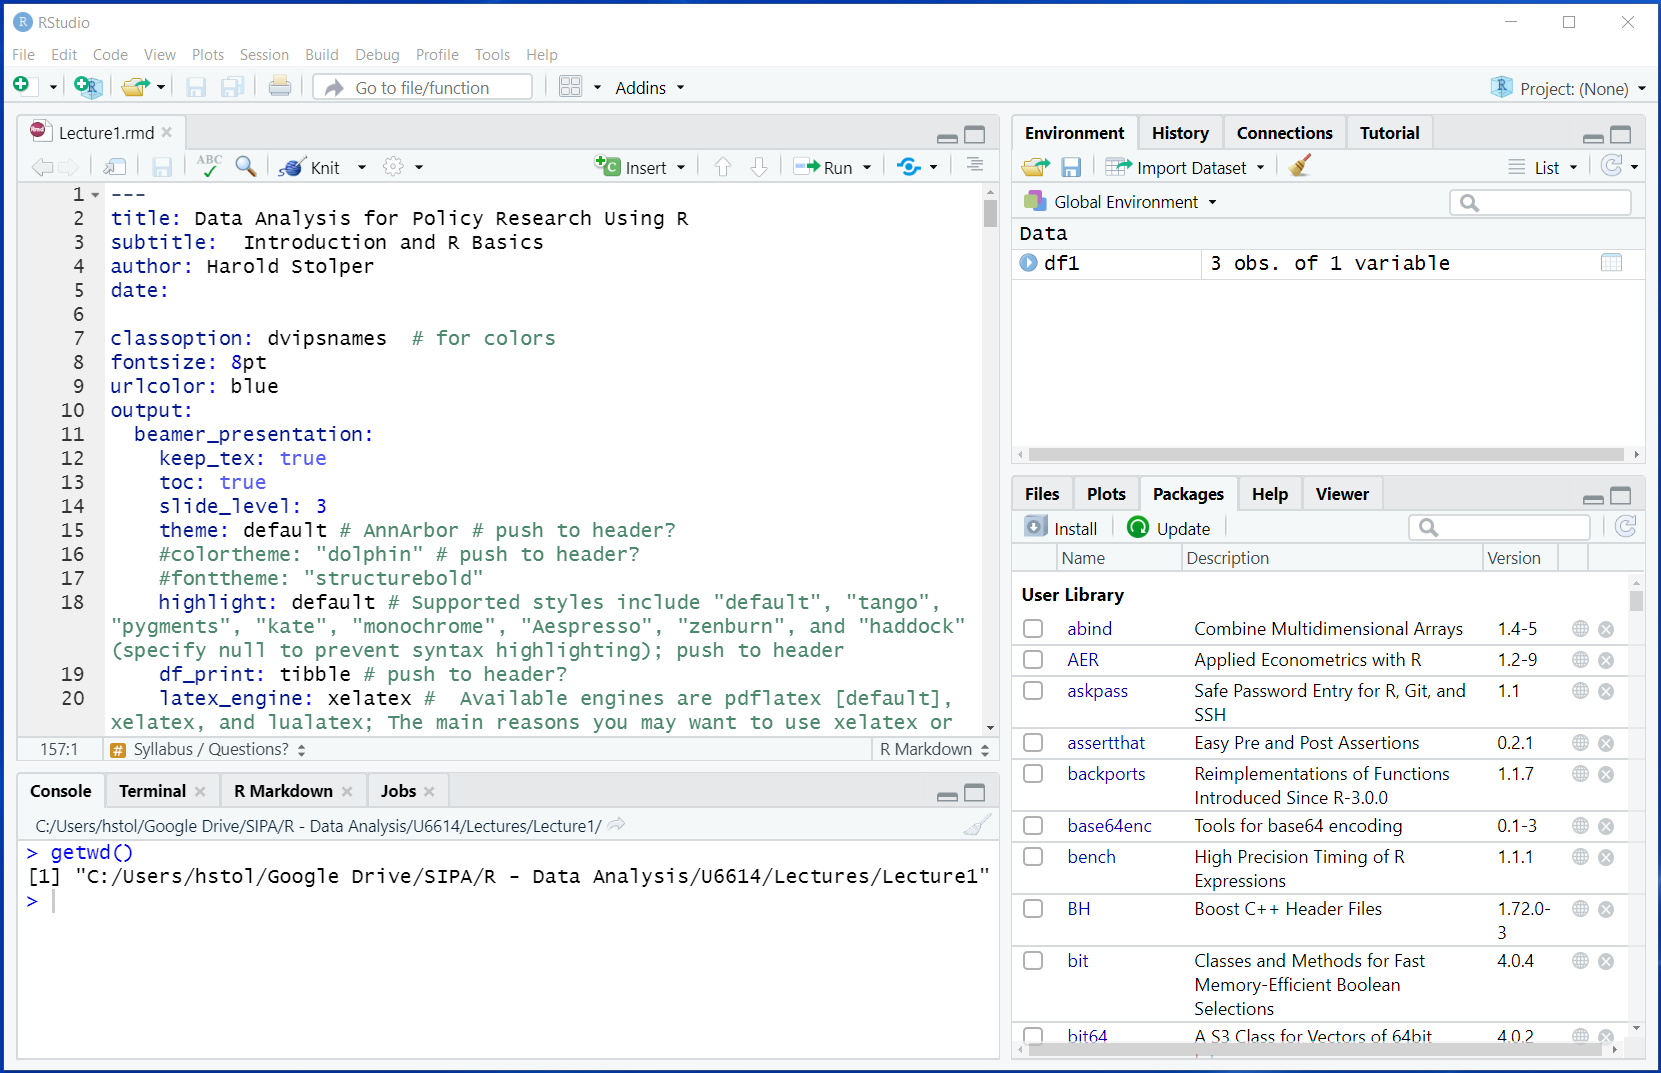 RStudio
File Edit Code View Plots Session Build Debug Profile Tools Help
Go to file/function Addins Project: (None)
Lecture1.rmd
ABC Knit Insert Run
1 ---
2 title: Data Analysis for Policy Research Using R
3 subtitle:  Introduction and R Basics
4 author: Harold Stolper
5 date:
6
7 classoption: dvipsnames  # for colors
8 fontsize: 8pt
9 urlcolor: blue
10 output:
11   beamer_presentation:
12     keep_tex: true
13     toc: true
14     slide_level: 3
15     theme: default # AnnArbor # push to header?
16     #colortheme: "dolphin" # push to header?
17     #fonttheme: "structurebold"
18     highlight: default # Supported styles include "default", "tango",
"pygments", "kate", "monochrome", "Aespresso", "zenburn", and "haddock"
(specify null to prevent syntax highlighting); push to header
19     df_print: tibble # push to header?
20     latex_engine: xelatex #  Available engines are pdflatex [default],
xelatex, and lualatex; The main reasons you may want to use xelatex or
157:1 # Syllabus / Questions? R Markdown
Console Terminal R Markdown Jobs
C:/Users/hstol/Google Drive/SIPA/R - Data Analysis/U6614/Lectures/Lecture1/
> getwd()
[1] "C:/Users/hstol/Google Drive/SIPA/R - Data Analysis/U6614/Lectures/Lecture1"
>
Environment History Connections Tutorial
Import Dataset List
Global Environment
Data
df1 3 obs. of 1 variable
Files Plots Packages Help Viewer
Install Update
Name Description Version
User Library
abind Combine Multidimensional Arrays 1.4-5
AER Applied Econometrics with R 1.2-9
askpass Safe Password Entry for R, Git, and 1.1
SSH
assertthat Easy Pre and Post Assertions 0.2.1
backports Reimplementations of Functions 1.1.7
Introduced Since R-3.0.0
base64enc Tools for base64 encoding 0.1-3
bench High Precision Timing of R 1.1.1
Expressions
BH Boost C++ Header Files 1.72.0-
3
bit Classes and Methods for Fast 4.0.4
Memory-Efficient Boolean
Selections
bit64 A S3 Class for Vectors of 64bit 4.0.2